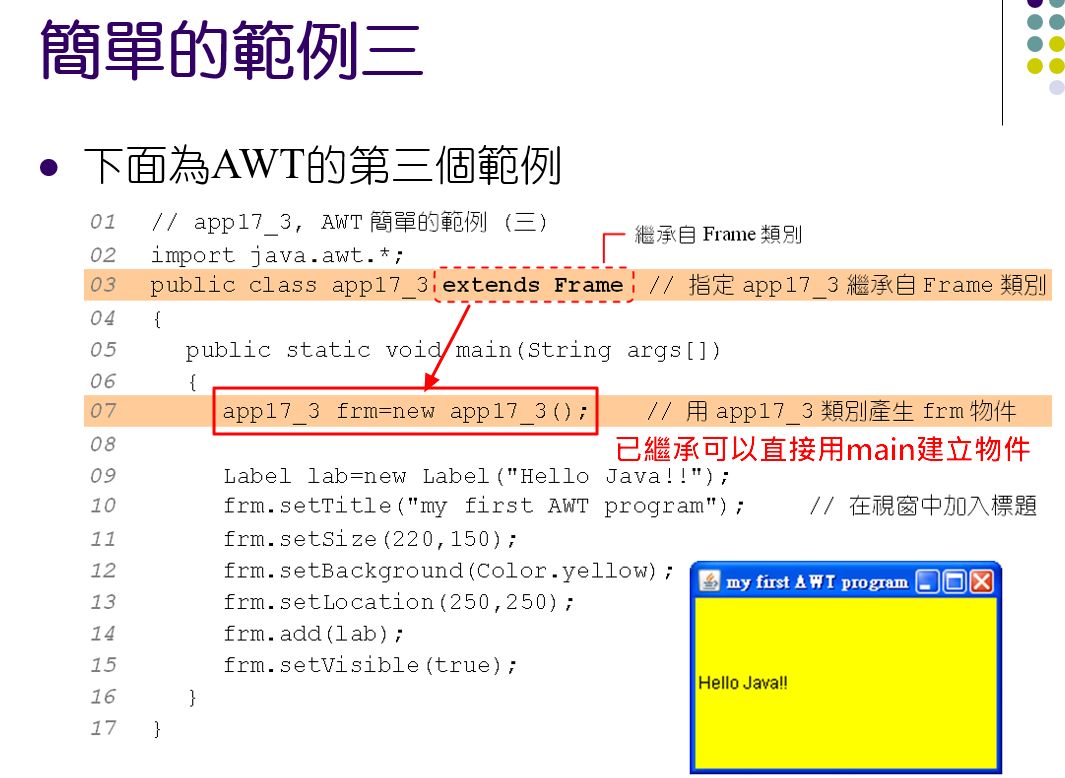 簡單的範例三
下面為AWT的第三個範例
01 // app17_3, AWT 簡單的範例 (三)
繼承自 Frame 類別
02 import java.awt.*;
03 public class app17_3 extends Frame // 指定 app17_3 繼承自 Frame 類別
04 {
05 public static void main(String args[])
06 {
07 app17_3 frm=new app17_3(); // 用 app17_3 類別產生 frm 物件
08
已繼承可以直接用main建立物件
09 Label lab=new Label("Hello Java!!");
10 frm.setTitle("my first AWT program"); // 在視窗中加入標題
11 frm.setSize(220,150);
12 frm.setBackground(Color.yellow);
13 frm.setLocation(250,250);
14 frm.add(lab);
15 frm.setVisible(true);
16 }
17 }
my first AWT program
Hello Java!!